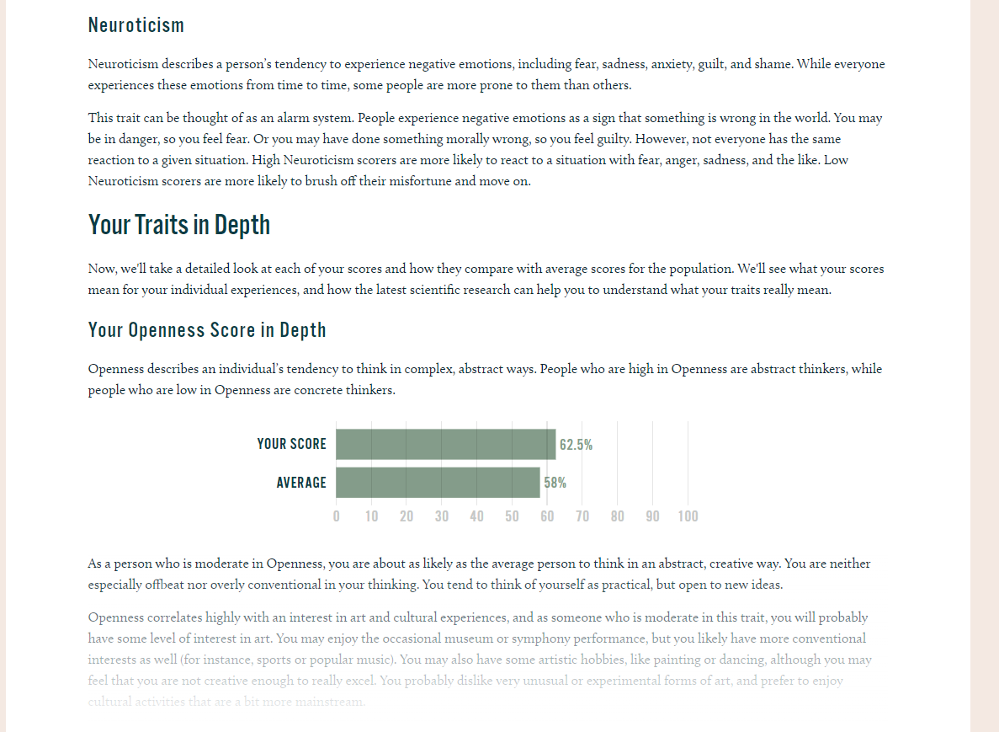 Neuroticism
Neuroticism describes a person’s tendency to experience negative emotions, including fear, sadness, anxiety, guilt, and shame. While everyone
experiences these emotions from time to time, some people are more prone to them than others.
This trait can be thought of as an alarm system. People experience negative emotions as a sign that something is wrong in the world. You may
be in danger, so you feel fear. Or you may have done something morally wrong, so you feel guilty. However, not everyone has the same
reaction to a given situation. High Neuroticism scorers are more likely to react to a situation with fear, anger, sadness, and the like. Low
Neuroticism scorers are more likely to brush off their misfortune and move on.
Your Traits in Depth
Now, we'll take a detailed look at each of your scores and how they compare with average scores for the population. We'll see what your scores
mean for your individual experiences, and how the latest scientific research can help you to understand what your traits really mean.
Your Openness Score in Depth
Openness describes an individual’s tendency to think in complex, abstract ways. People who are high in Openness are abstract thinkers, while
people who are low in Openness are concrete thinkers.
YOUR SCORE 62.5%
AVERAGE 58%
0 10 20 30 40 50 60 70 80 90 100
As a person who is moderate in Openness, you are about as likely as the average person to think in an abstract, creative way. You are neither
especially offbeat nor overly conventional in your thinking. You tend to think of yourself as practical, but open to new ideas.
Openness correlates highly with an interest in art and cultural experiences, and as someone who is moderate in this trait, you will probably
have some level of interest in art. You may enjoy the occasional museum or symphony performance, but you likely have more conventional
interests as well (for instance, sports or popular music). You may also have some artistic hobbies, like painting or dancing, although you may
feel that you are not creative enough to really excel. You probably dislike very unusual or experimental forms of art, and prefer to enjoy
cultural activities that are a bit more mainstream.